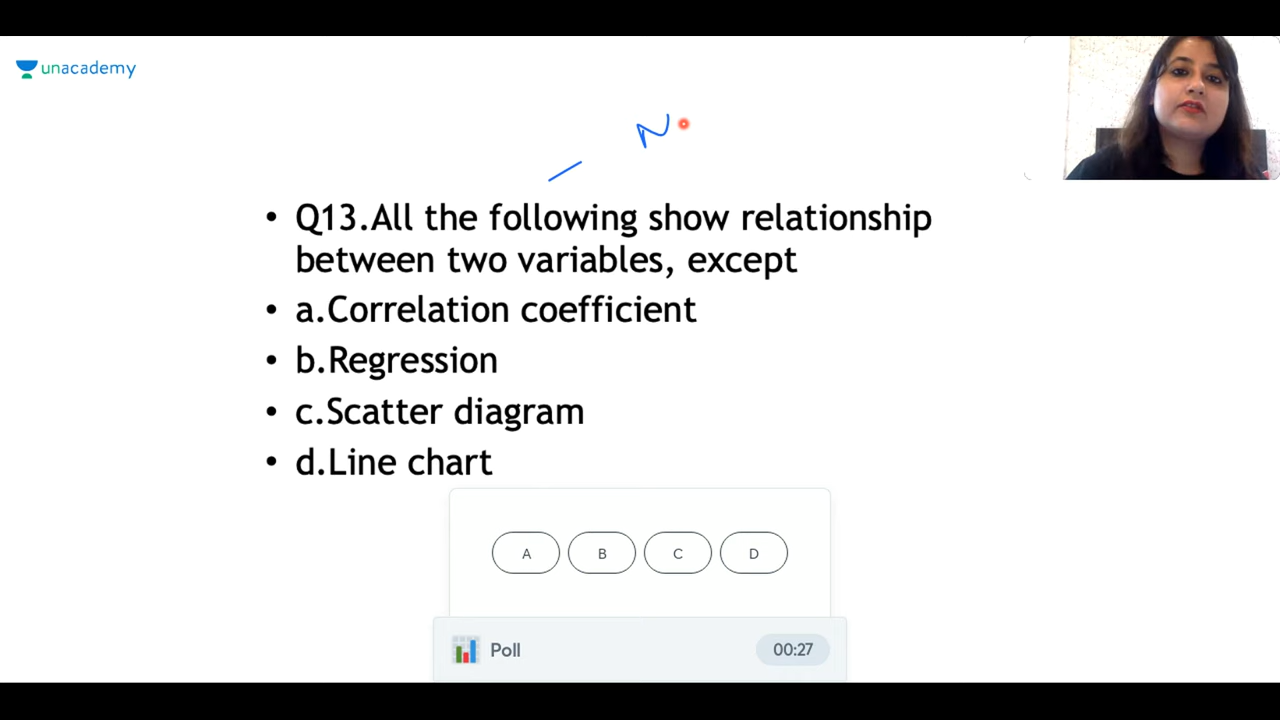 unacademy
N
• Q13.All the following show relationship
between two variables, except
• a.Correlation coefficient
• b.Regression
• c.Scatter diagram
• d.Line chart
A B C D
Poll 00:27